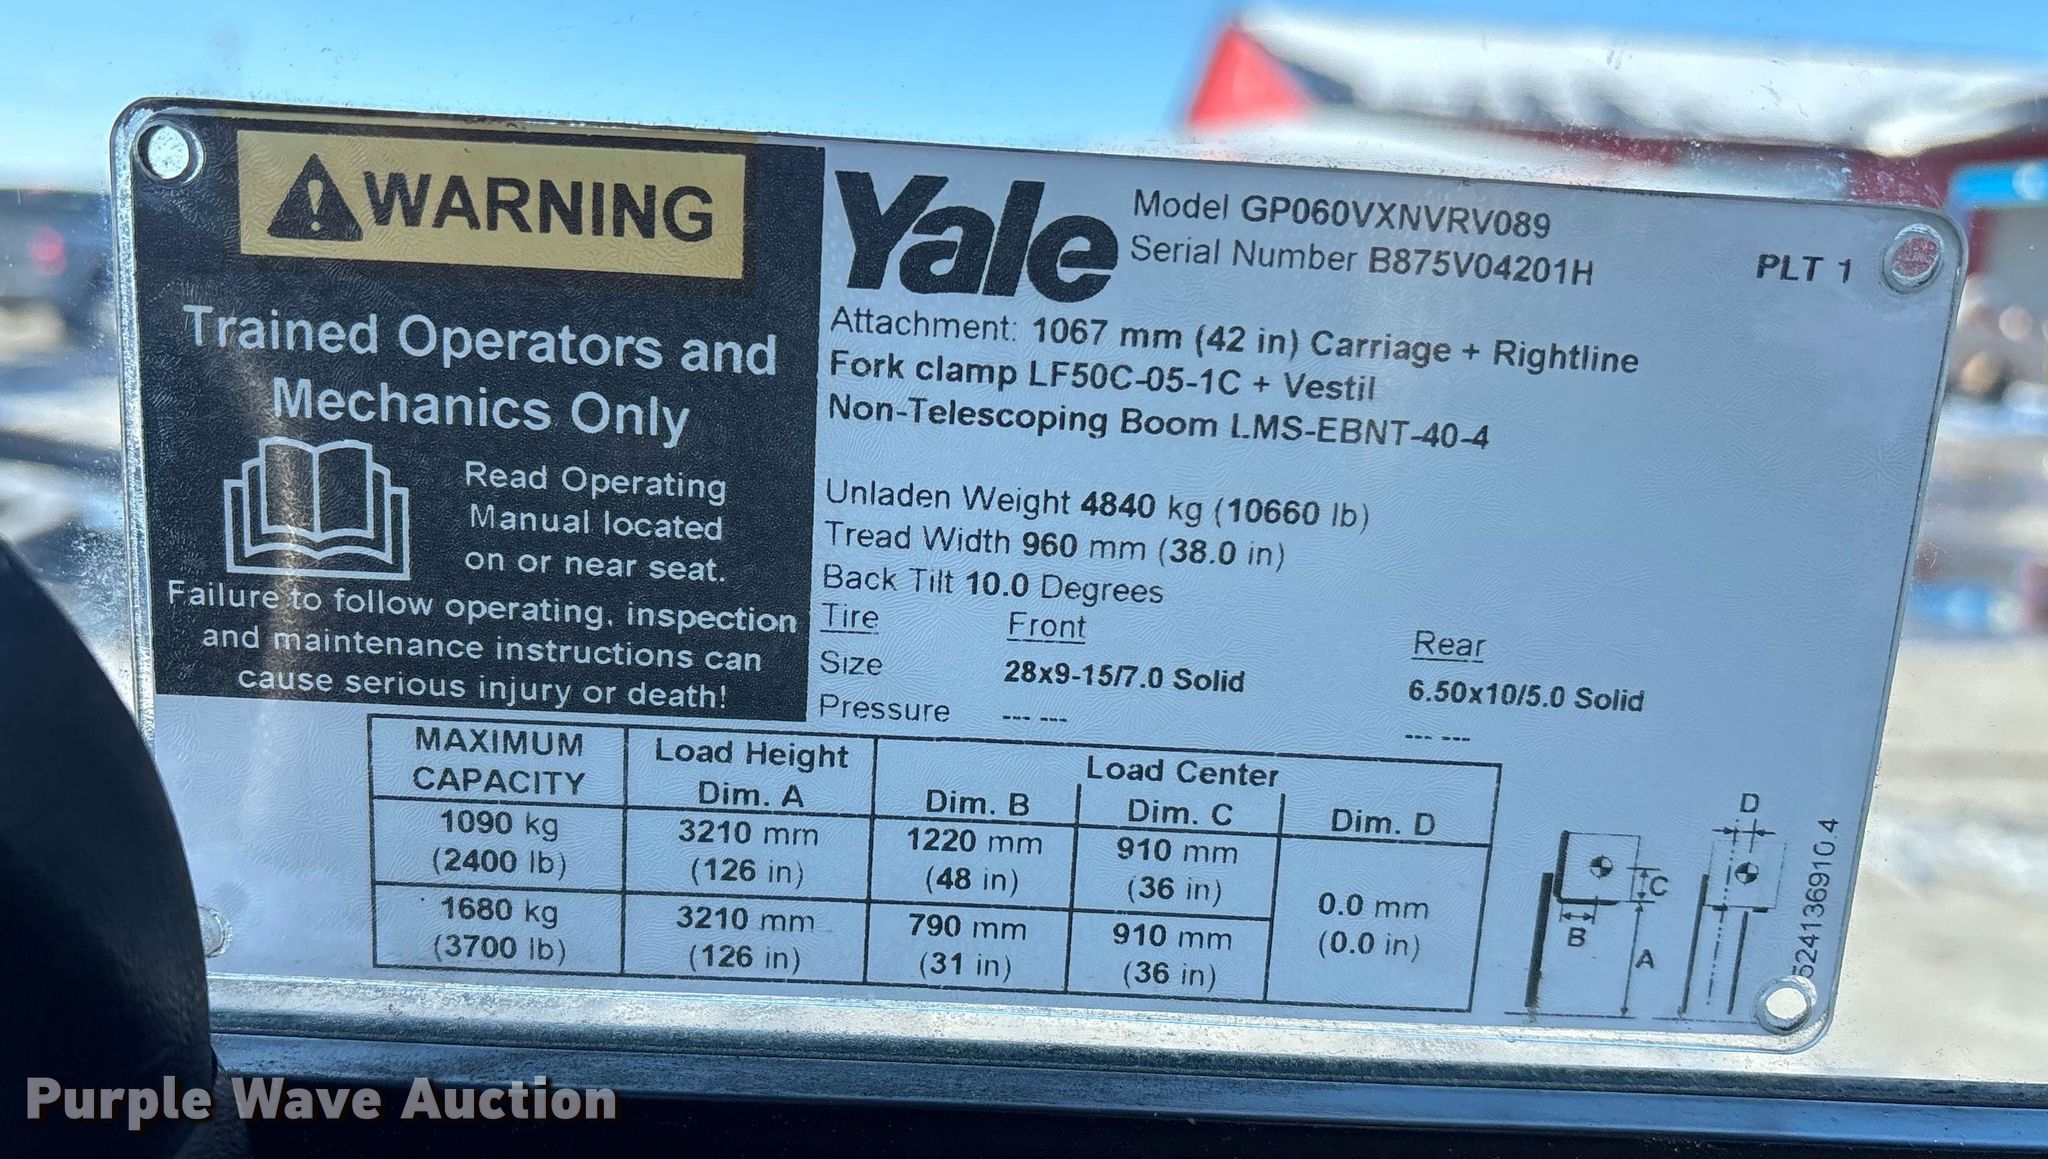 WARNING
Trained Operators and
Mechanics Only
Read Operating
Manual located
on or near seat.
Failure to follow operating, inspection
and maintenance instructions can
cause serious injury or death!
Yale
Model GP060VXNVRV089
Serial Number B875V04201H
PLT 1
Attachment: 1067 mm (42 in) Carriage + Rightline
Fork clamp LF50C-05-1C + Vestil
Non-Telescoping Boom LMS-EBNT-40-4
Unladen Weight 4840 kg (10660 lb)
Tread Width 960 mm (38.0 in)
Back Tilt 10.0 Degrees
Tire Front Rear
Size 28x9-15/7.0 Solid 6.50x10/5.0 Solid
Pressure --- --- --- ---
MAXIMUM CAPACITY Load Height Dim. A Load Center
Dim. B Dim. C Dim. D
1090 kg 3210 mm 1220 mm 910 mm
(2400 lb) (126 in) (48 in) (36 in)
1680 kg 3210 mm 790 mm 910 mm 0.0 mm
(3700 lb) (126 in) (31 in) (36 in) (0.0 in)
D
C
B
A
524136910.4
Purple Wave Auction